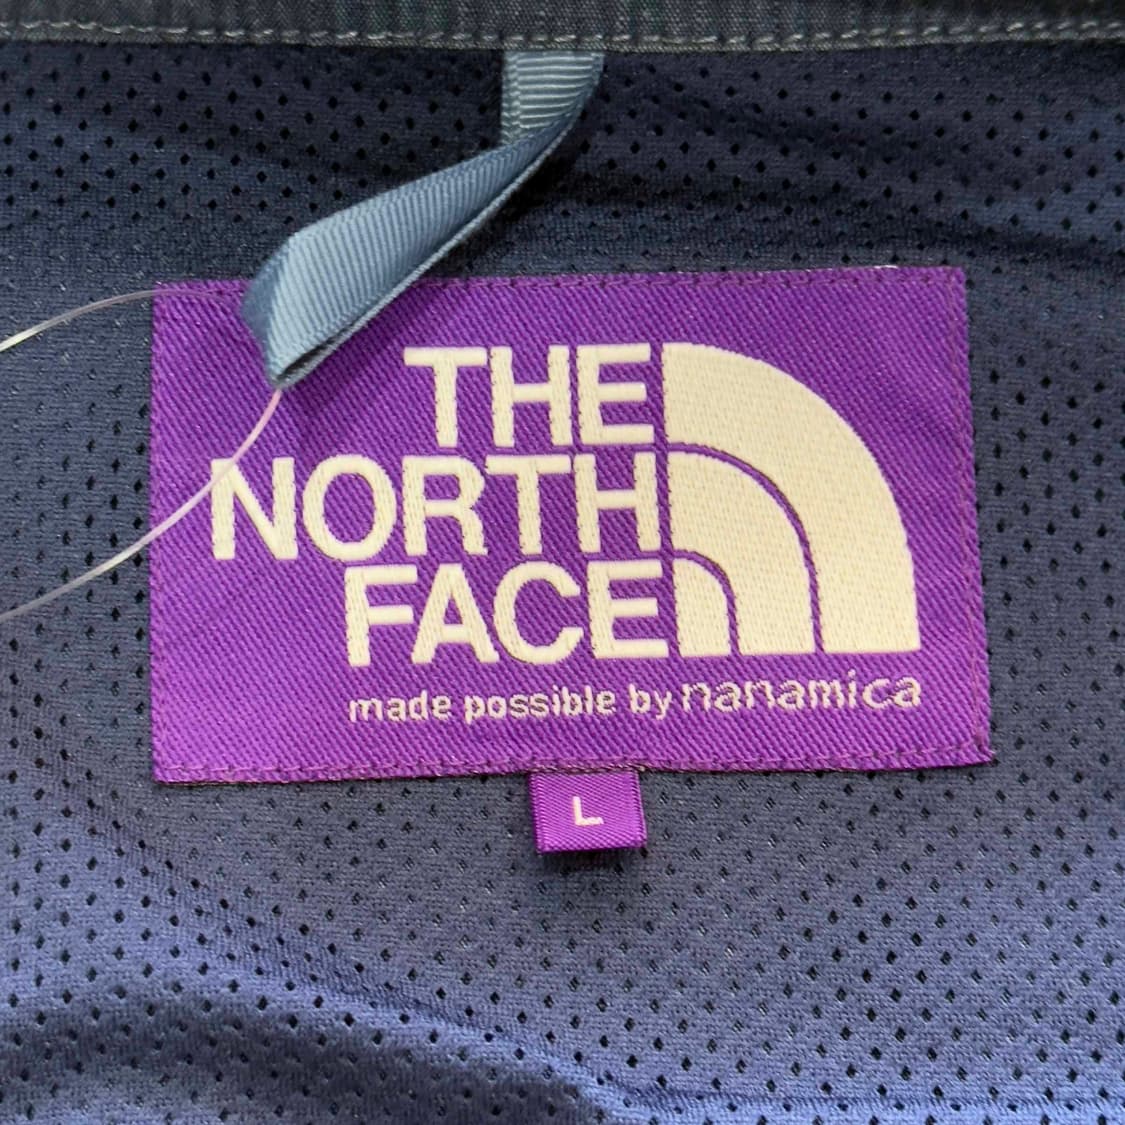 THE
NORTH
FACE
made possible by nanamica
L